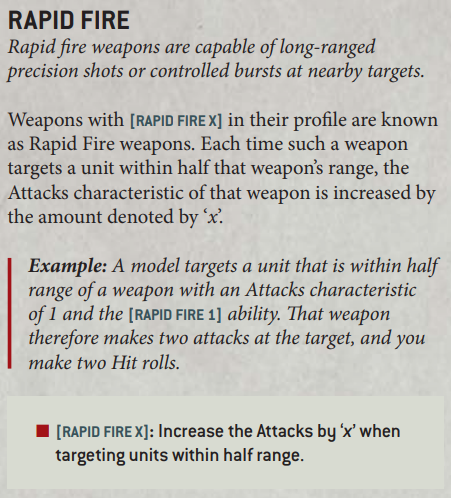 RAPID FIRE
Rapid fire weapons are capable of long-ranged
precision shots or controlled bursts at nearby targets.
Weapons with [RAPID FIRE X] in their profile are known
as Rapid Fire weapons. Each time such a weapon
targets a unit within half that weapon’s range, the
Attacks characteristic of that weapon is increased by
the amount denoted by ‘x’.
Example: A model targets a unit that is within half
range of a weapon with an Attacks characteristic
of 1 and the [RAPID FIRE 1] ability. That weapon
therefore makes two attacks at the target, and you
make two Hit rolls.
[RAPID FIRE X]: Increase the Attacks by ‘x’ when
targeting units within half range.